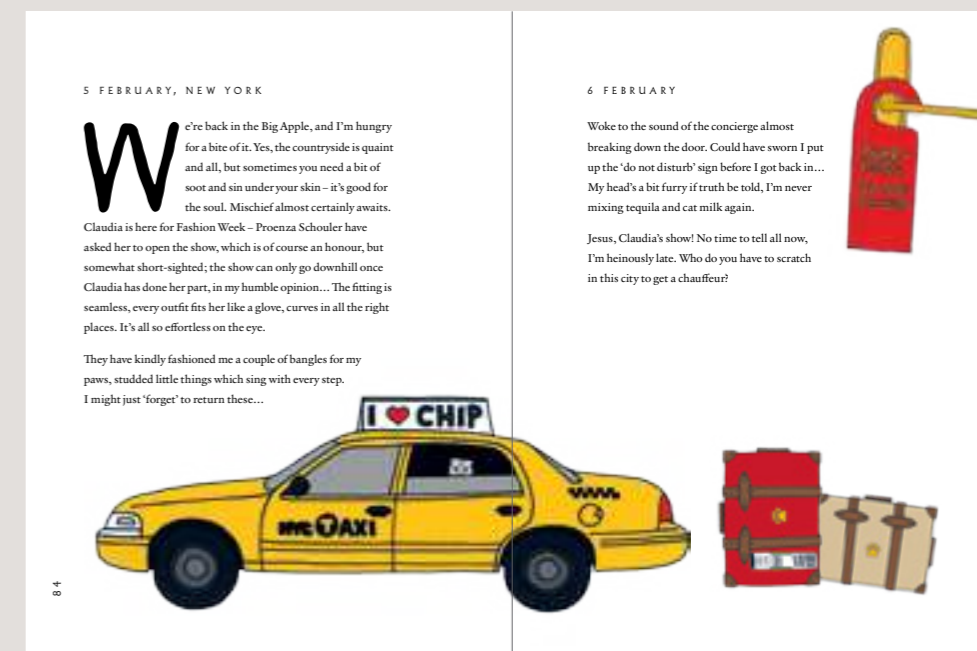 5 FEBRUARY, NEW YORK
We’re back in the Big Apple, and I’m hungry
for a bite of it. Yes, the countryside is quaint
and all, but sometimes you need a bit of
soot and sin under your skin – it’s good for
the soul. Mischief almost certainly awaits.
Claudia is here for Fashion Week – Proenza Schouler have
asked her to open the show, which is of course an honour, but
somewhat short-sighted; the show can only go downhill once
Claudia has done her part, in my humble opinion… The fitting is
seamless, every outfit fits her like a glove, curves in all the right
places. It’s all so effortless on the eye.
They have kindly fashioned me a couple of bangles for my
paws, studded little things which sing with every step.
I might just ‘forget’ to return these…
I ❤ CHIP
NYC TAXI
84
6 FEBRUARY
Woke to the sound of the concierge almost
breaking down the door. Could have sworn I put
up the ‘do not disturb’ sign before I got back in…
My head’s a bit furry if truth be told, I’m never
mixing tequila and cat milk again.
Jesus, Claudia’s show! No time to tell all now,
I’m heinously late. Who do you have to scratch
in this city to get a chauffeur?